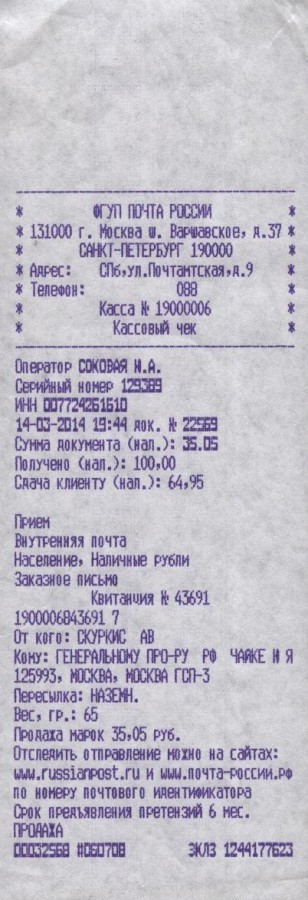 * ФГУП ПОЧТА РОССИИ *
* 131000 г. Москва ш. Варшавское, д.37 *
* САНКТ-ПЕТЕРБУРГ 190000 *
* Адрес: СПб,ул.Почтамтская,д.9 *
* Телефон: 088 *
* Касса № 19000006 *
* Кассовый чек *
Оператор СОКОВАЯ И.А.
Серийный номер 129389
ИНН 007724261610
14-03-2014 19:44 док. № 22569
Сумма документа (нал.): 35.05
Получено (нал.): 100,00
Сдача клиенту (нал.): 64,95
Прием
Внутренняя почта
Население, Наличные рубли
Заказное письмо
Квитанция № 43691
1900006843691 7
От кого: СКУРКИС АВ
Кому: ГЕНЕРАЛЬНОМУ ПРО-РУ РФ ЧАЙКЕ И Я
125993, МОСКВА, МОСКВА ГСП-3
Пересылка: НАЗЕМН.
Вес, гр.: 65
Продажа марок 35,05 руб.
Отследить отправление можно на сайтах:
www.russianpost.ru и www.почта-россии.рф
по номеру почтового идентификатора
Срок предъявления претензий 6 мес.
ПРОДАЖА
00032568 #060708 ЭКЛЗ 1244177623